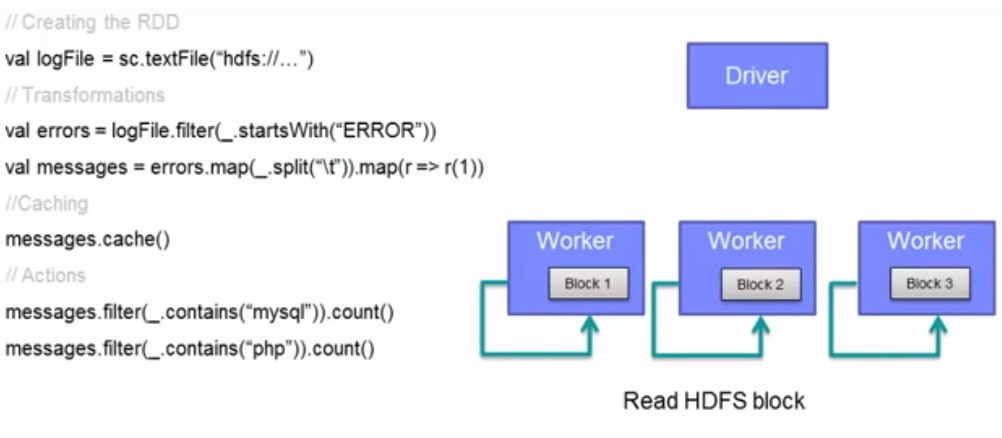 // Creating the RDD
val logFile = sc.textFile(“hdfs://…”)
// Transformations
val errors = logFile.filter(_.startsWith(“ERROR”))
val messages = errors.map(_.split(“\t”)).map(r => r(1))
//Caching
messages.cache()
// Actions
messages.filter(_.contains(“mysql”)).count()
messages.filter(_.contains(“php”)).count()
Driver
Worker
Block 1
Worker
Block 2
Worker
Block 3
Read HDFS block